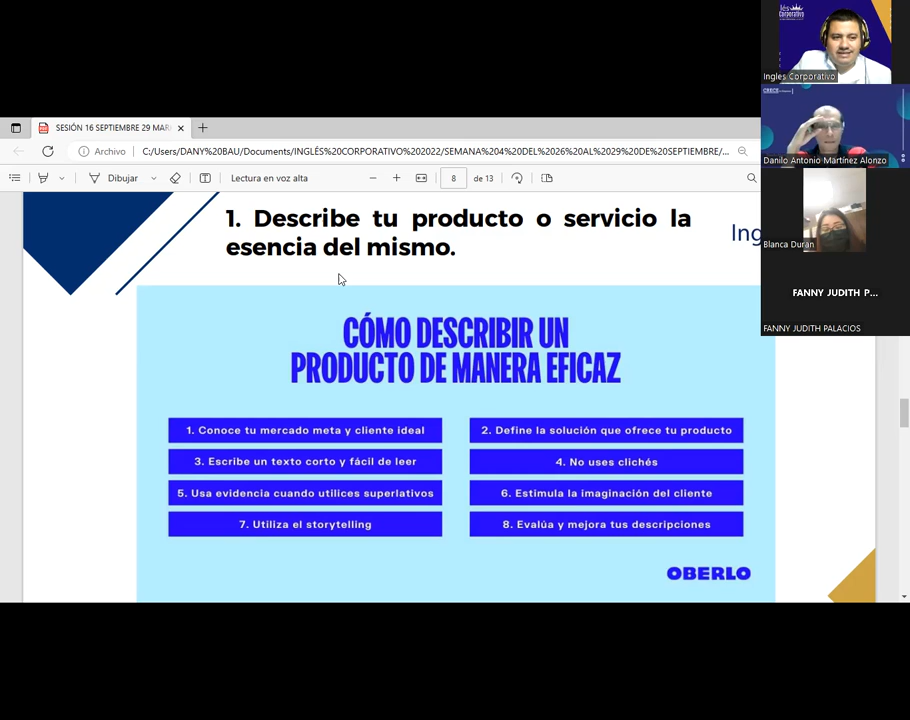 SESIÓN 16 SEPTIEMBRE 29 MAR
Archivo
C:/Users/DANY%20BAU/Documents/INGLÉS%20CORPORATIVO%202022/SEMANA%204%20DEL%2026%20AL%2029%20DE%20SEPTIEMBRE/...
Dibujar
Lectura en voz alta
8
de 13
1. Describe tu producto o servicio la
esencia del mismo.
Ing
CÓMO DESCRIBIR UN
PRODUCTO DE MANERA EFICAZ
1. Conoce tu mercado meta y cliente ideal
2. Define la solución que ofrece tu producto
3. Escribe un texto corto y fácil de leer
4. No uses clichés
5. Usa evidencia cuando utilices superlativos
6. Estimula la imaginación del cliente
7. Utiliza el storytelling
8. Evalúa y mejora tus descripciones
OBERLO
Corporativo
Ingles Corporativo
Danilo Antonio Martínez Alonzo
Blanca Duran
FANNY JUDITH P...
FANNY JUDITH PALACIOS